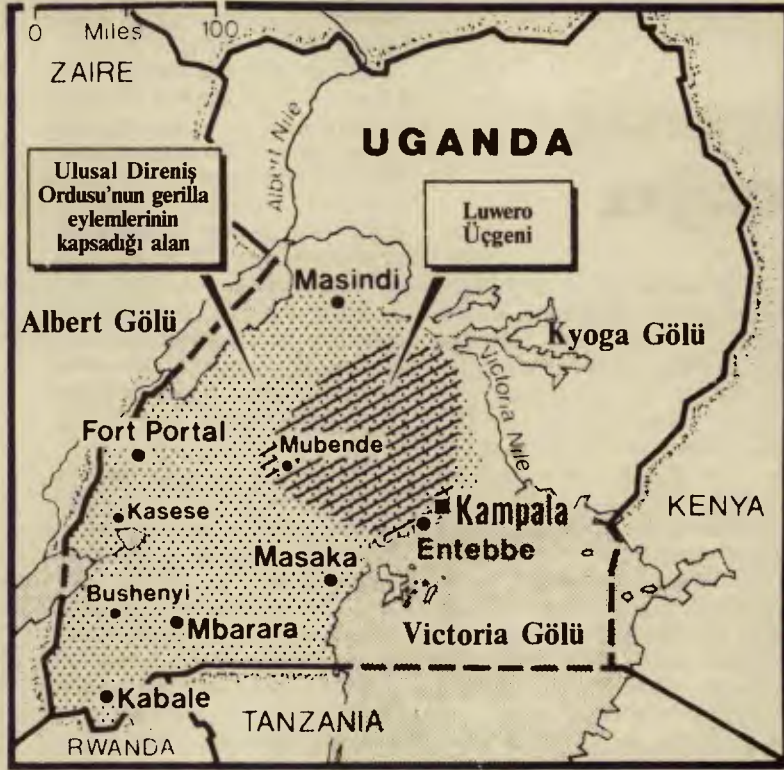 0 Miles 100
ZAIRE
Albert Nile
UGANDA
Ulusal Direniş
Ordusu'nun gerilla
eylemlerinin
kapsadığı alan
Luwero
Üçgeni
Masindi
Albert Gölü
Kyoga Gölü
Victoria Nile
Fort Portal
Mubende
Kasese
Kampala
KENYA
Entebbe
Masaka
Bushenyi
Mbarara
Victoria Gölü
Kabale
TANZANIA
RWANDA